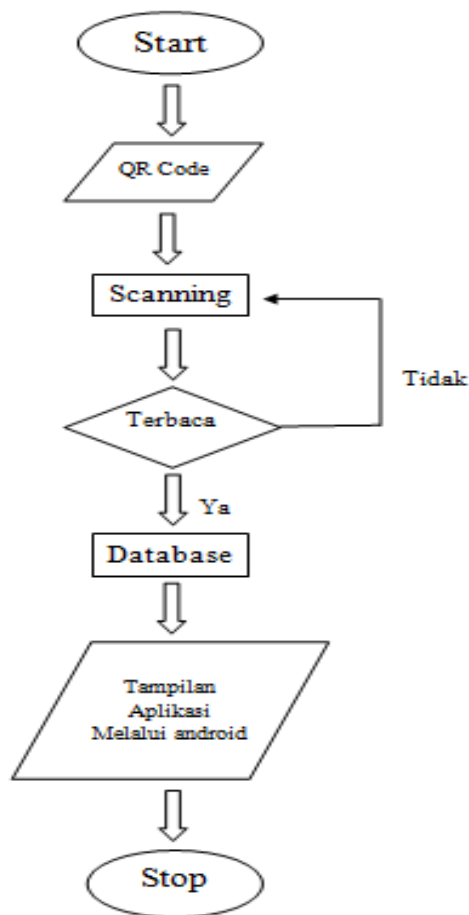 Start
QR Code
Scanning
Tidak
Terbaca
Ya
Database
Tampilan
Aplikasi
Melalui android
Stop